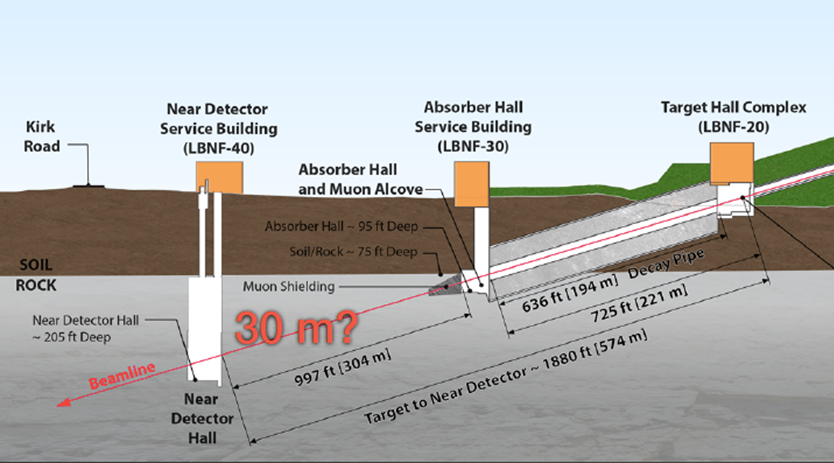 Kirk
Road
Near Detector
Service Building
(LBNF-40)
Absorber Hall
Service Building
(LBNF-30)
Target Hall Complex
(LBNF-20)
Absorber Hall
and Muon Alcove
Absorber Hall ~ 95 ft Deep
Soil/Rock ~ 75 ft Deep
SOIL
ROCK
Muon Shielding
Decay Pipe
636 ft [194 m]
725 ft [221 m]
Near Detector Hall
~ 205 ft Deep
30 m?
997 ft [304 m]
Target to Near Detector ~ 1880 ft [574 m]
Beamline
Near
Detector
Hall